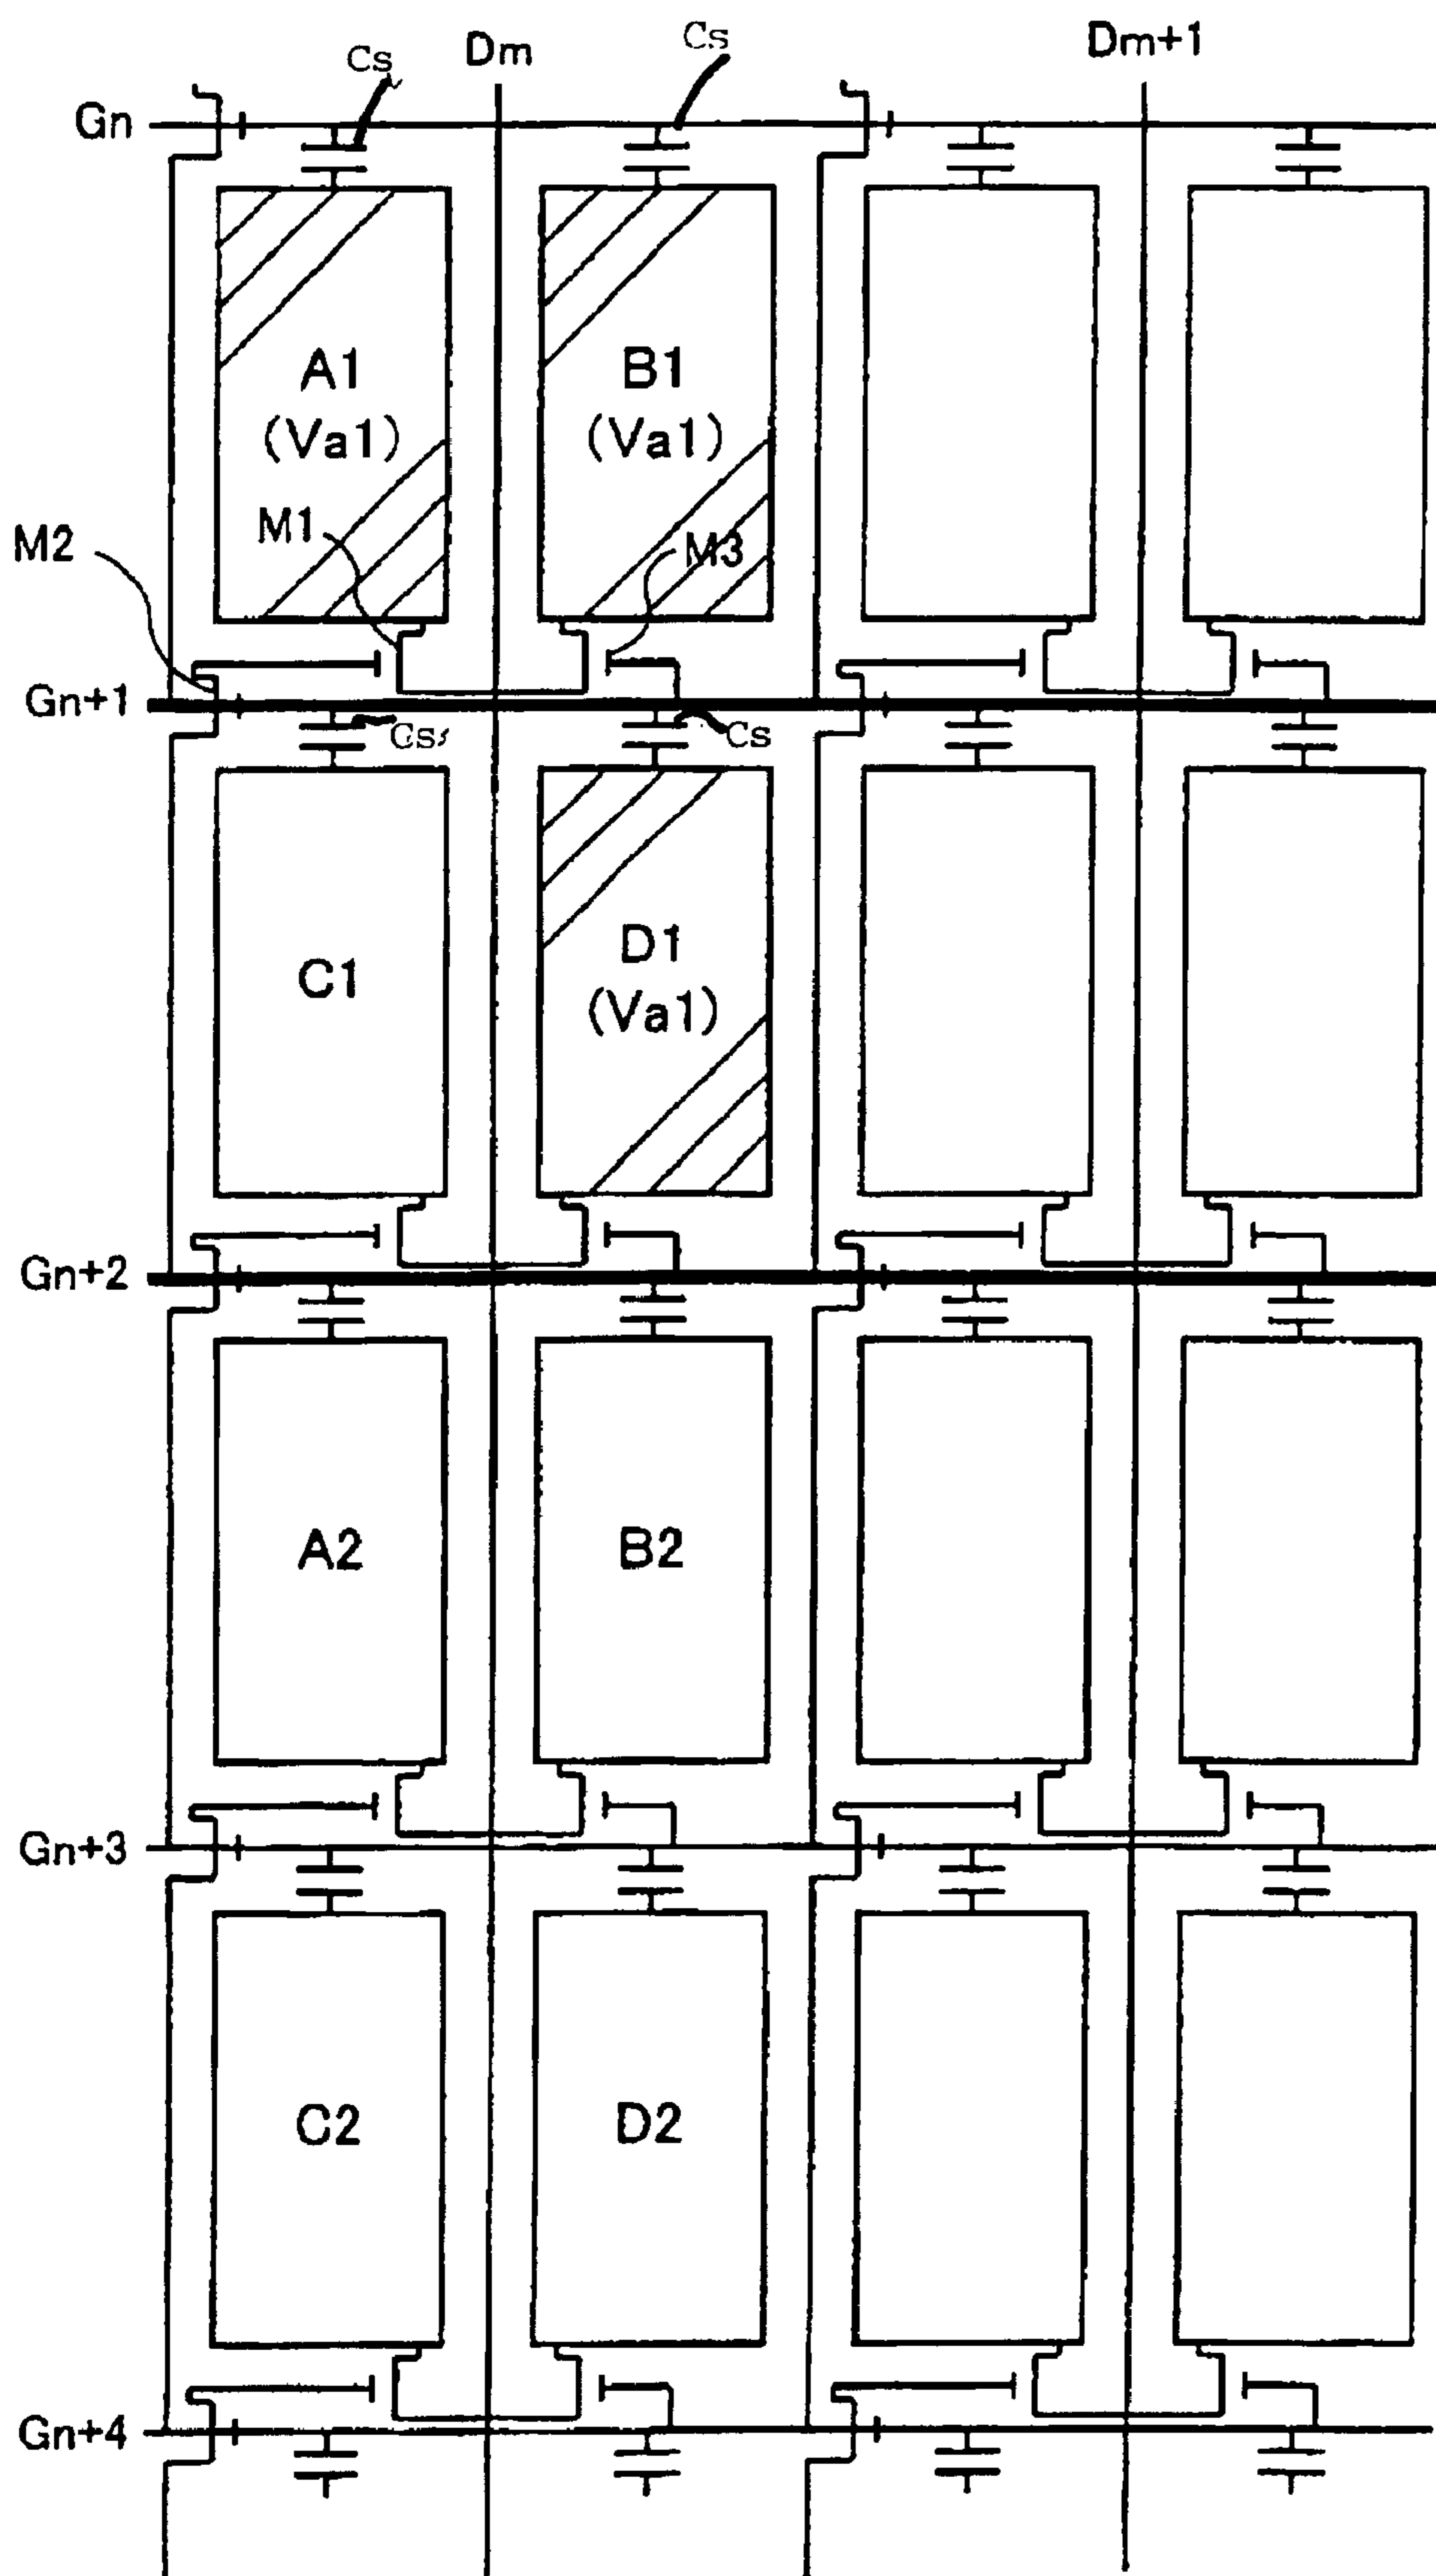 Cs
Dm
Cs
Dm+1
Gn
A1
(Va1)
B1
(Va1)
M1
M2
M3
Gn+1
Cs
Cs
C1
D1
(Va1)
Gn+2
A2
B2
Gn+3
C2
D2
Gn+4